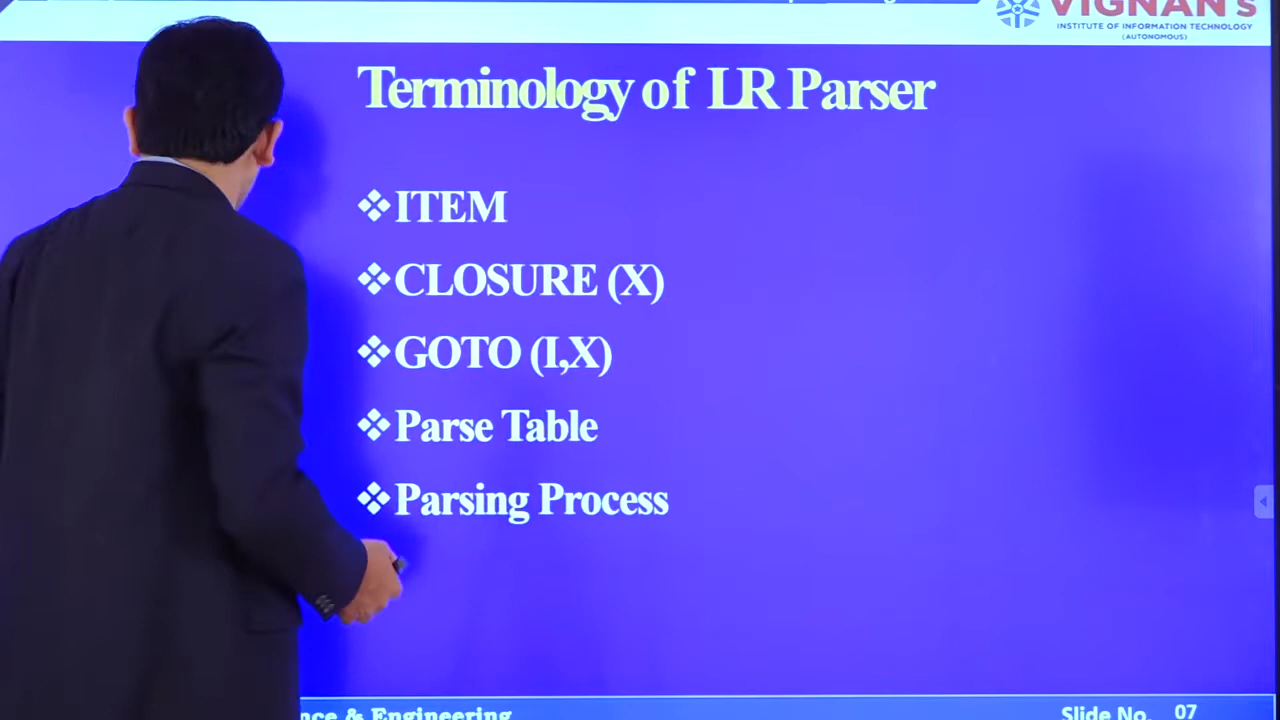 VIGNAN'S
INSTITUTE OF INFORMATION TECHNOLOGY
(AUTONOMOUS)
Terminology of LR Parser
❖ITEM
❖CLOSURE (X)
❖GOTO (I,X)
❖Parse Table
❖Parsing Process
& Engineering
Slide No. 07